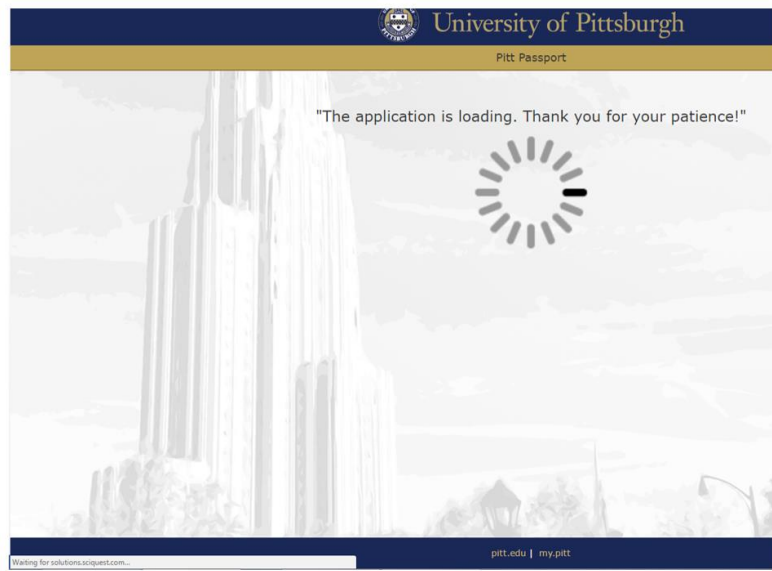 University of Pittsburgh
Pitt Passport
"The application is loading. Thank you for your patience!"
pitt.edu | my.pitt
Waiting for solutions.sciquest.com...